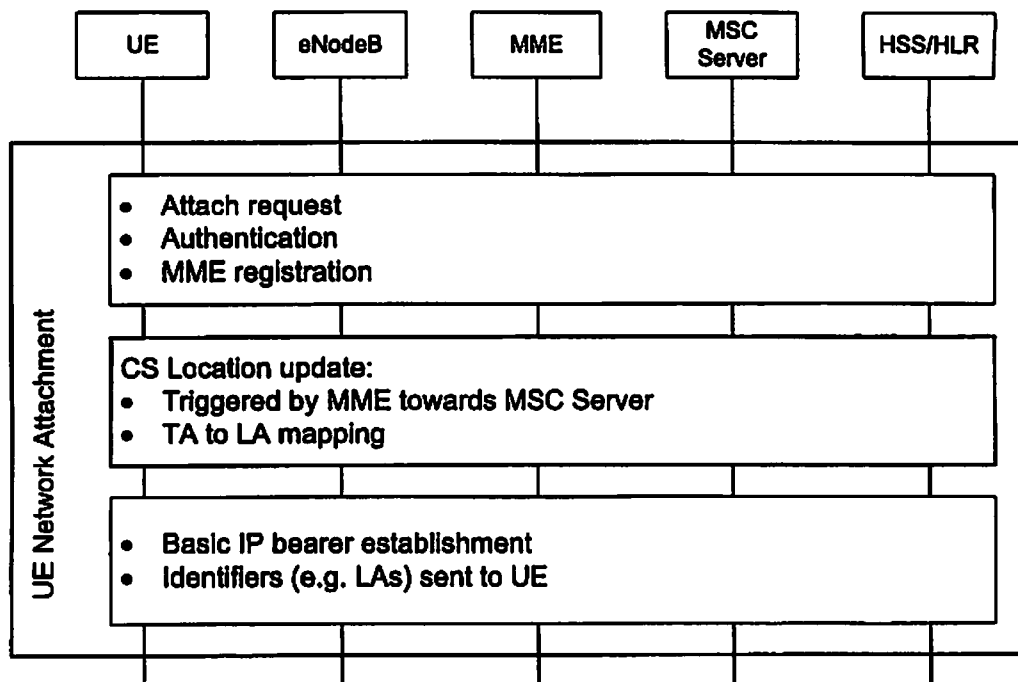 UE
eNodeB
MME
MSC
Server
HSS/HLR
UE Network Attachment
• Attach request
• Authentication
• MME registration
CS Location update:
• Triggered by MME towards MSC Server
• TA to LA mapping
• Basic IP bearer establishment
• Identifiers (e.g. LAs) sent to UE